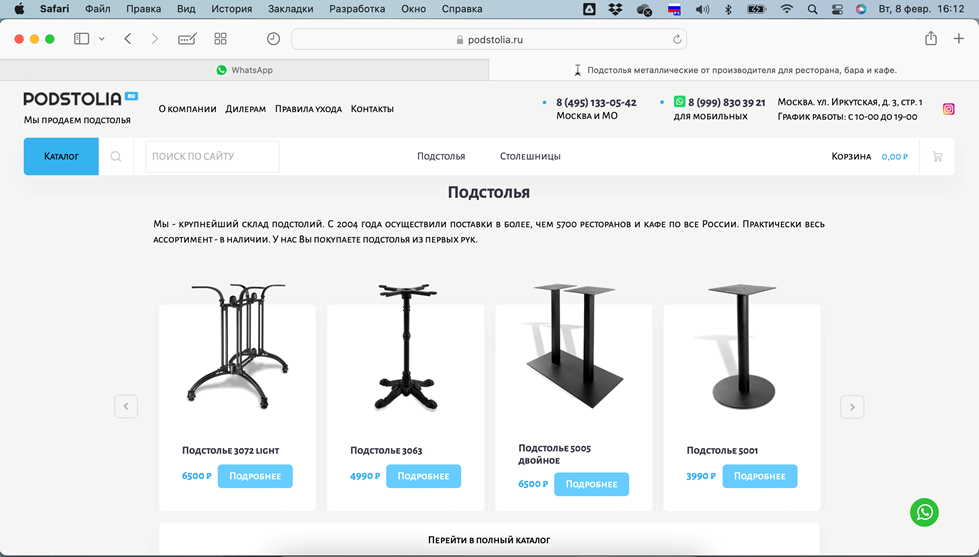 Safari Файл Правка Вид История Закладки Разработка Окно Справка Вт, 8 февр. 16:12
podstolia.ru
WhatsApp
Подстолья металлические от производителя для ресторана, бара и кафе.
PODSTOLIA RU
Мы продаем подстолья
О компании Дилерам Правила ухода Контакты
8 (495) 133-05-42
Москва и МО
8 (999) 830 39 21
для мобильных
Москва. ул. Иркутская, д. 3, стр. 1
График работы: с 10-00 до 19-00
Каталог
ПОИСК ПО САЙТУ
Подстолья Столешницы
Корзина 0,00 ₽
Подстолья
Мы - крупнейший склад подстолий. С 2004 года осуществили поставки в более, чем 5700 ресторанов и кафе по все России. Практически весь
ассортимент - в наличии. У нас Вы покупаете подстолья из первых рук.
Подстолье 3072 light
6500 ₽ Подробнее
Подстолье 3063
4990 ₽ Подробнее
Подстолье 5005
двойное
6500 ₽ Подробнее
Подстолье 5001
3990 ₽ Подробнее
Перейти в полный каталог